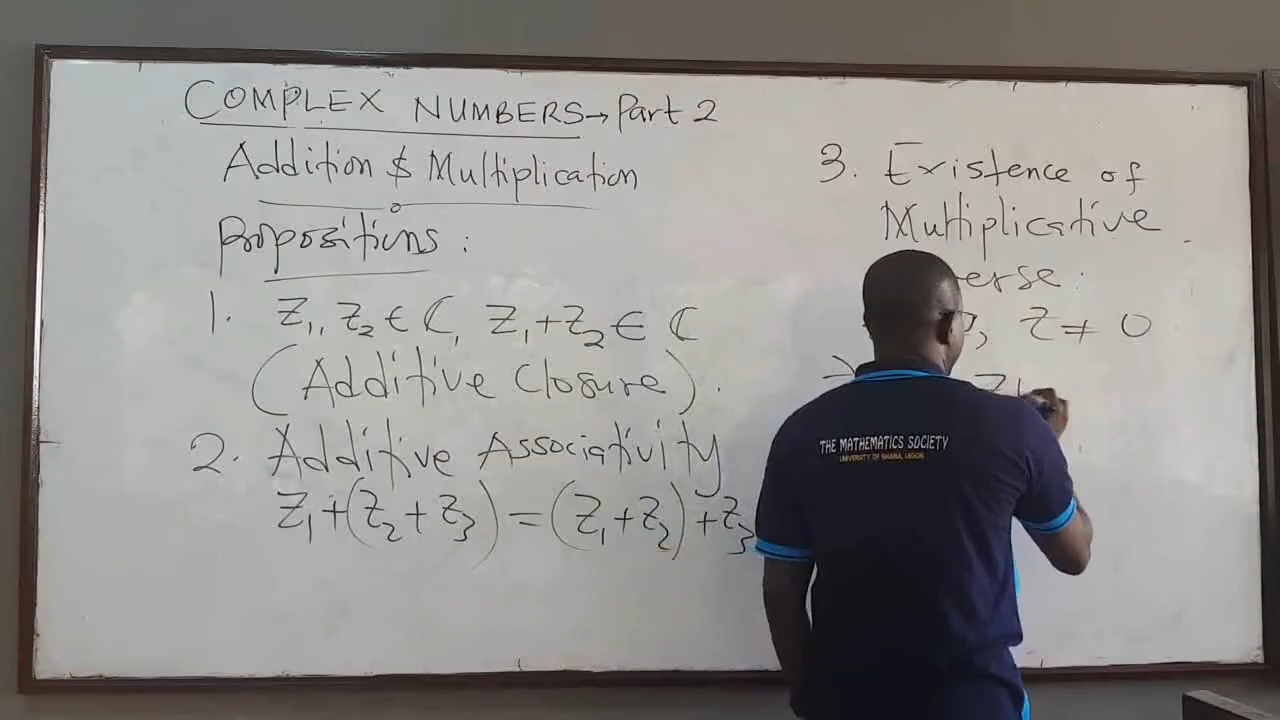 COMPLEX NUMBERS → Part 2
Addition & Multiplication
Propositions :
1. Z₁, Z₂ ∈ ℂ, Z₁ + Z₂ ∈ ℂ
(Additive Closure).
2. Additive Associativity
Z₁ + (Z₂ + Z₃) = (Z₁ + Z₂) + Z₃
3. Existence of
Multiplicative
erse :
, Z ≠ 0
THE MATHEMATICS SOCIETY
UNIVERSITY OF GHANA, LEGON